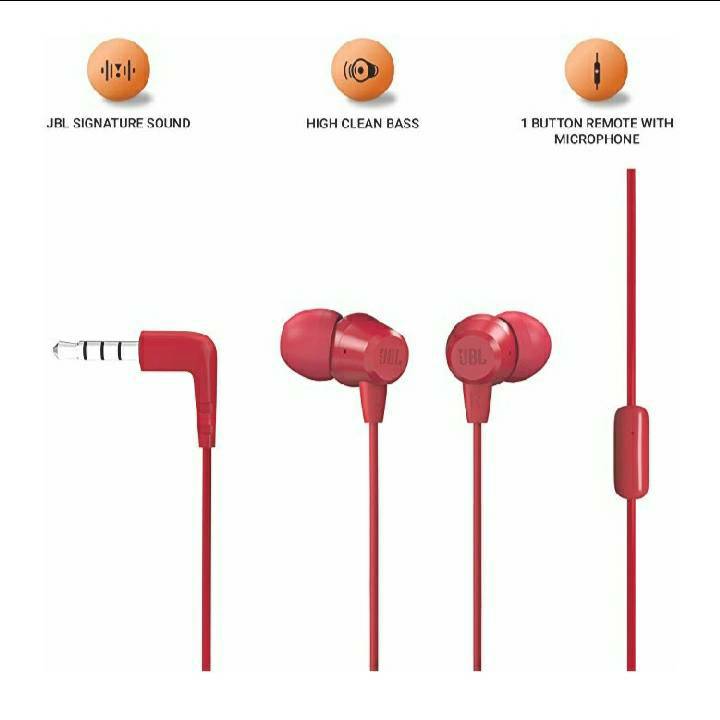 JBL SIGNATURE SOUND
HIGH CLEAN BASS
1 BUTTON REMOTE WITH
MICROPHONE
JBL
JBL